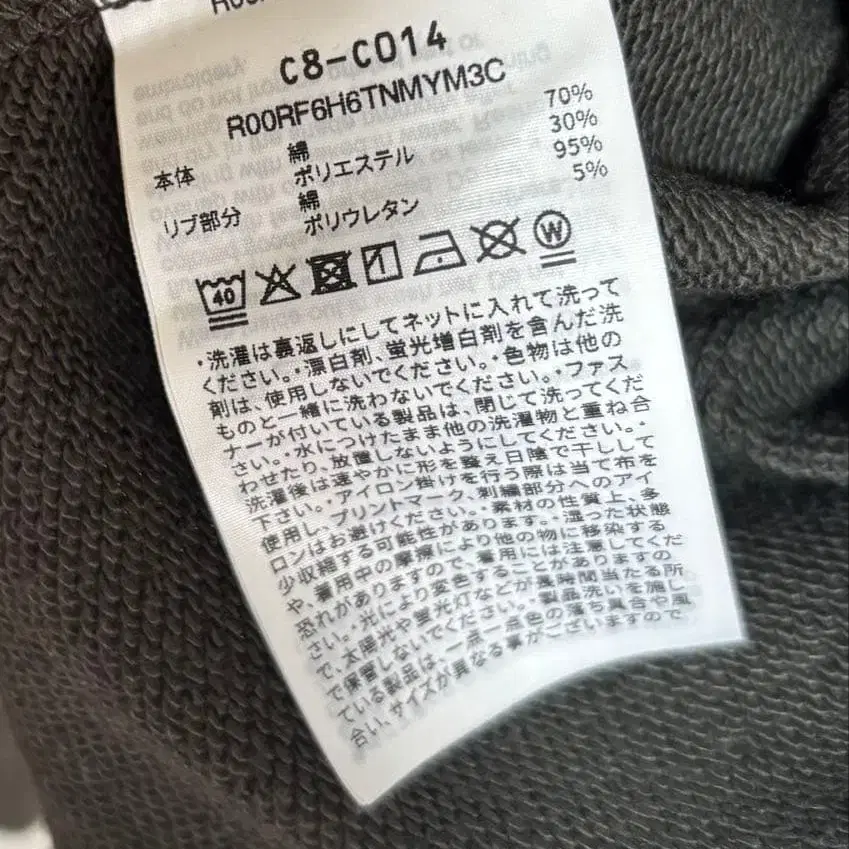 C8-C014
R00RF6H6TNMYM3C
本体 綿 70%
ポリエステル 30%
リブ部分 綿 95%
ポリウレタン 5%
40 W
・洗濯は裏返しにしてネットに入れて洗って
ください。・漂白剤、蛍光増白剤を含んだ洗
剤は、使用しないでください。・色物は他の
ものと一緒に洗わないでください。・ファス
ナーが付いている製品は、閉じて洗ってくだ
さい。・水につけたまま他の洗濯物と重ね合
わせたり、放置しないようにしてください。・
洗濯後は速やかに形を整え日陰で干して
下さい。・アイロン掛けを行う際は当て布を
使用し、プリントマーク、刺繍部分へのアイ
ロンはお避けください。・素材の性質上、多
少収縮する可能性があります。・湿った状態
や、着用中の摩擦により他の物に移染する
恐れがありますので、着用には注意してくだ
さい。・光により変色することがありますの
で、太陽光や蛍光灯などが長時間当たる所
で保管しないでください。・製品洗いを施し
ている製品は、一点一点色の落ち具合や風
合い、サイズが異なる事がございますので